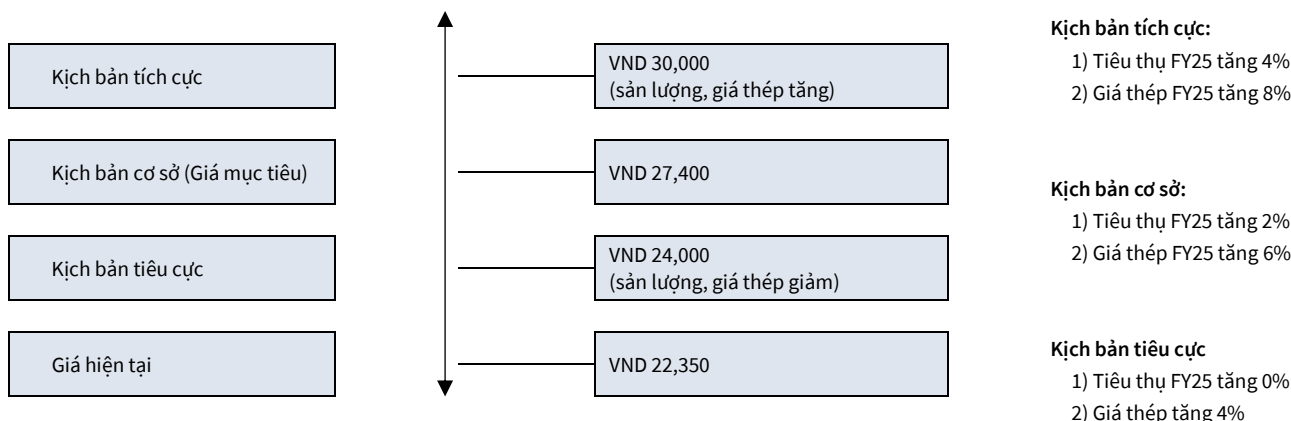 Kịch bản tích cực
Kịch bản cơ sở (Giá mục tiêu)
Kịch bản tiêu cực
Giá hiện tại
VND 30,000
(sản lượng, giá thép tăng)
VND 27,400
VND 24,000
(sản lượng, giá thép giảm)
VND 22,350
Kịch bản tích cực:
1) Tiêu thụ FY25 tăng 4%
2) Giá thép FY25 tăng 8%
Kịch bản cơ sở:
1) Tiêu thụ FY25 tăng 2%
2) Giá thép FY25 tăng 6%
Kịch bản tiêu cực
1) Tiêu thụ FY25 tăng 0%
2) Giá thép tăng 4%